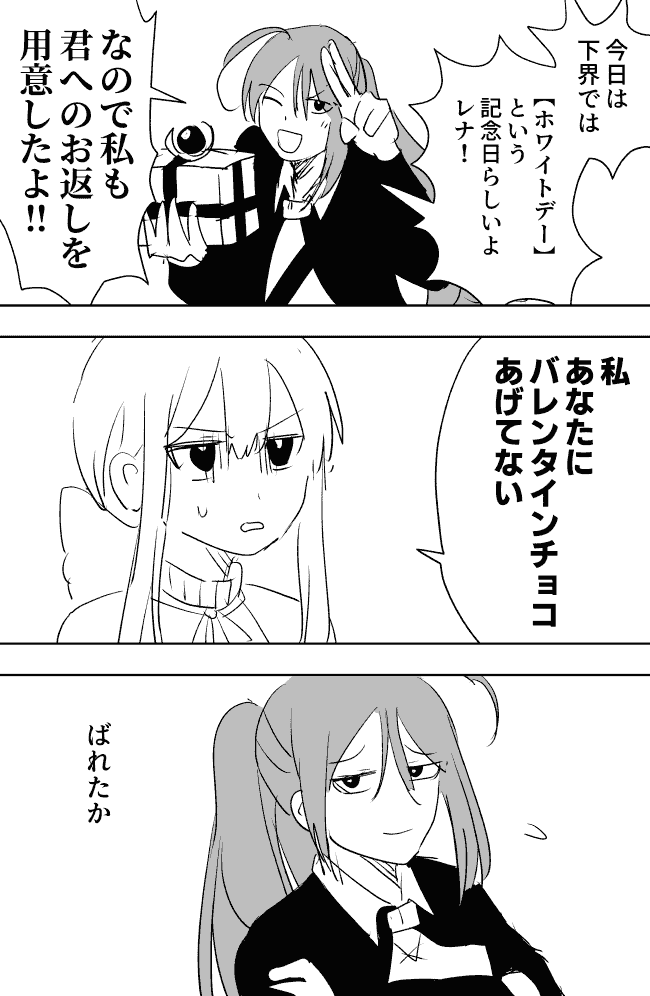 今日は
下界では
【ホワイトデー】
という
記念日らしいよ
レナ！
なので私も
君へのお返しを
用意したよ!!
私
あなたに
バレンタインチョコ
あげてない
ばれたか